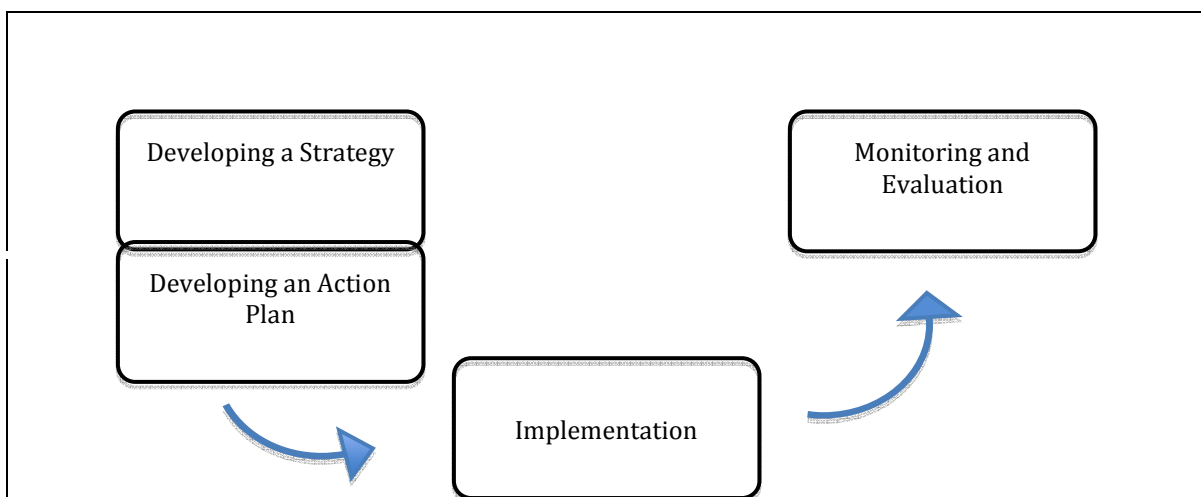 Developing a Strategy
Developing an Action
Plan
Implementation
Monitoring and
Evaluation